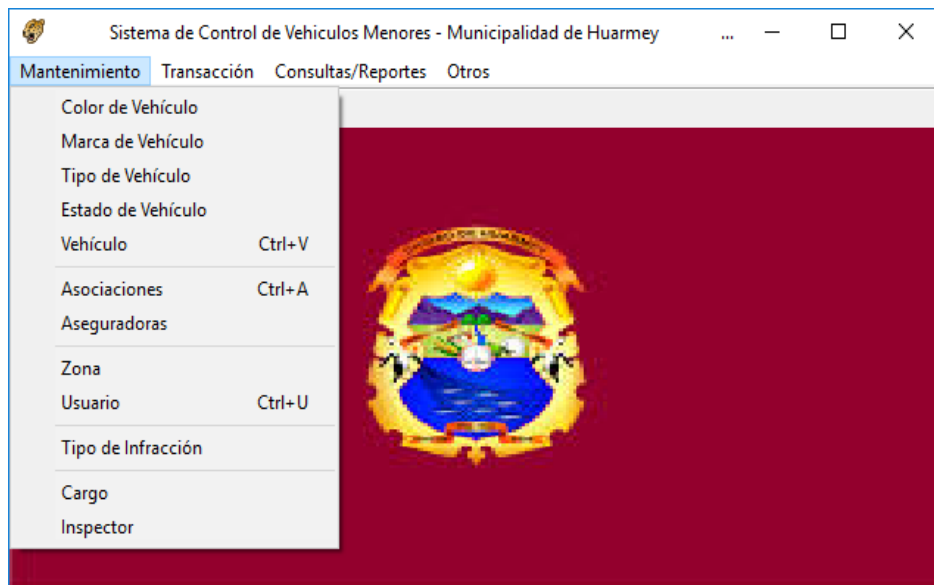 Sistema de Control de Vehiculos Menores - Municipalidad de Huarmey ...
Mantenimiento Transacción Consultas/Reportes Otros
Color de Vehículo
Marca de Vehículo
Tipo de Vehículo
Estado de Vehículo
Vehículo Ctrl+V
Asociaciones Ctrl+A
Aseguradoras
Zona
Usuario Ctrl+U
Tipo de Infracción
Cargo
Inspector